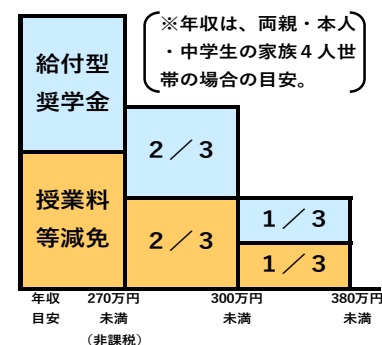 ※年収は、両親・本人
・中学生の家族４人世
帯の場合の目安。
給付型
奨学金
２／３
１／３
授業料
等減免
２／３
１／３
年収
目安
270万円
未満
（非課税）
300万円
未満
380万円
未満